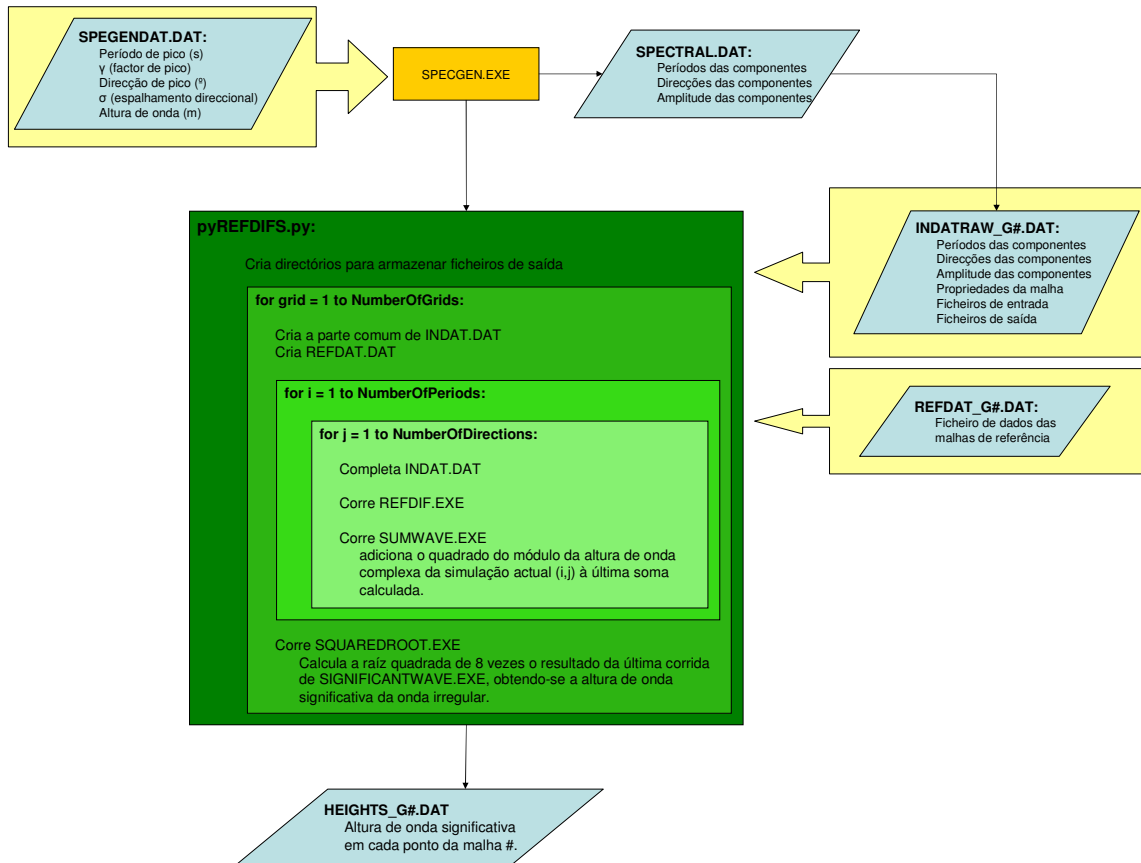 SPEGENDAT.DAT:
Período de pico (s)
γ (factor de pico)
Direcção de pico (º)
σ (espalhamento direccional)
Altura de onda (m)
SPECGEN.EXE
SPECTRAL.DAT:
Períodos das componentes
Direcções das componentes
Amplitude das componentes
pyREFDIFS.py:
Cria directórios para armazenar ficheiros de saída
for grid = 1 to NumberOfGrids:
Cria a parte comum de INDAT.DAT
Cria REFDAT.DAT
for i = 1 to NumberOfPeriods:
for j = 1 to NumberOfDirections:
Completa INDAT.DAT
Corre REFDIF.EXE
Corre SUMWAVE.EXE
adiciona o quadrado do módulo da altura de onda
complexa da simulação actual (i,j) à última soma
calculada.
Corre SQUAREDROOT.EXE
Calcula a raíz quadrada de 8 vezes o resultado da última corrida
de SIGNIFICANTWAVE.EXE, obtendo-se a altura de onda
significativa da onda irregular.
INDATRAW_G#.DAT:
Períodos das componentes
Direcções das componentes
Amplitude das componentes
Propriedades da malha
Ficheiros de entrada
Ficheiros de saída
REFDAT_G#.DAT:
Ficheiro de dados das
malhas de referência
HEIGHTS_G#.DAT
Altura de onda significativa
em cada ponto da malha #.